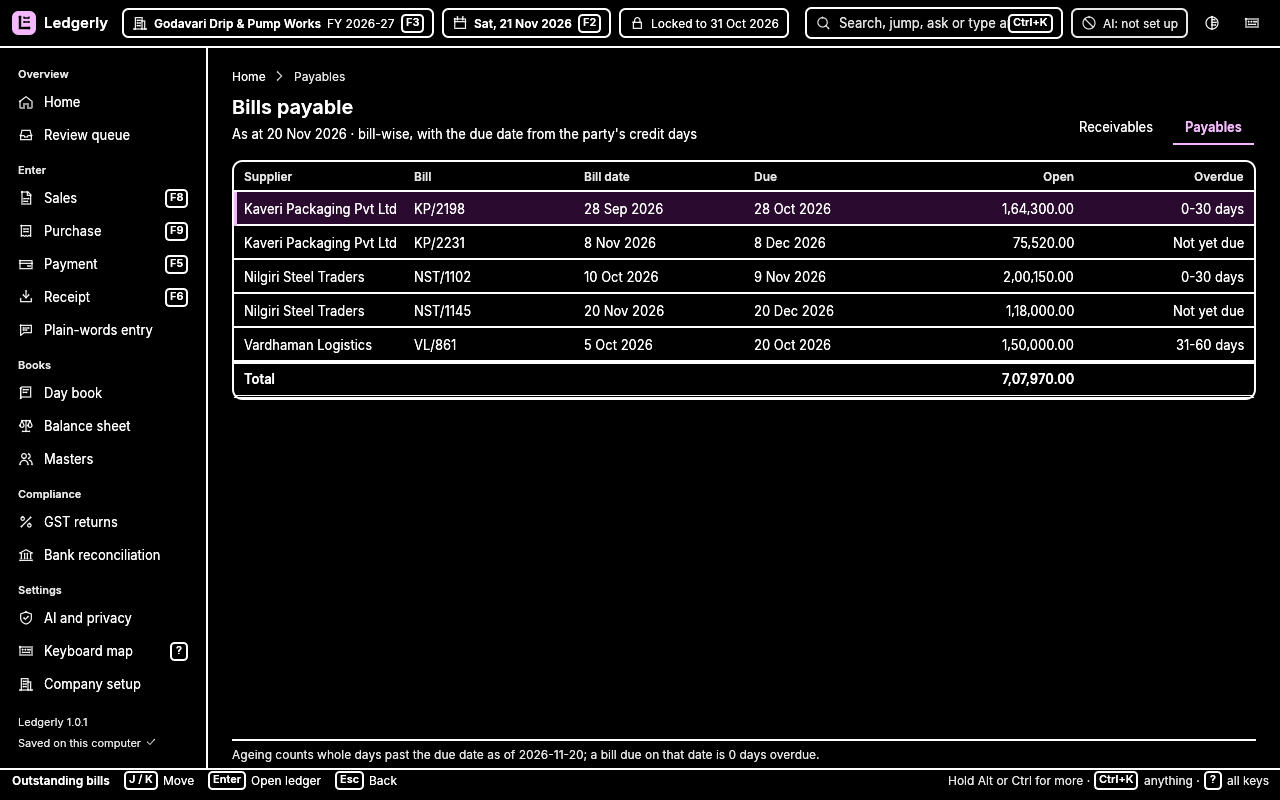 Ledgerly
Godavari Drip & Pump Works FY 2026-27 F3
Sat, 21 Nov 2026 F2
Locked to 31 Oct 2026
Search, jump, ask or type a Ctrl+K
AI: not set up
Overview
Home
Review queue
Enter
Sales F8
Purchase F9
Payment F5
Receipt F6
Plain-words entry
Books
Day book
Balance sheet
Masters
Compliance
GST returns
Bank reconciliation
Settings
AI and privacy
Keyboard map ?
Company setup
Ledgerly 1.0.1
Saved on this computer
Home > Payables
Bills payable
As at 20 Nov 2026 · bill-wise, with the due date from the party's credit days
Receivables Payables
Supplier Bill Bill date Due Open Overdue
Kaveri Packaging Pvt Ltd KP/2198 28 Sep 2026 28 Oct 2026 1,64,300.00 0-30 days
Kaveri Packaging Pvt Ltd KP/2231 8 Nov 2026 8 Dec 2026 75,520.00 Not yet due
Nilgiri Steel Traders NST/1102 10 Oct 2026 9 Nov 2026 2,00,150.00 0-30 days
Nilgiri Steel Traders NST/1145 20 Nov 2026 20 Dec 2026 1,18,000.00 Not yet due
Vardhaman Logistics VL/861 5 Oct 2026 20 Oct 2026 1,50,000.00 31-60 days
Total 7,07,970.00
Ageing counts whole days past the due date as of 2026-11-20; a bill due on that date is 0 days overdue.
Outstanding bills J / K Move Enter Open ledger Esc Back
Hold Alt or Ctrl for more · Ctrl+K anything · ? all keys